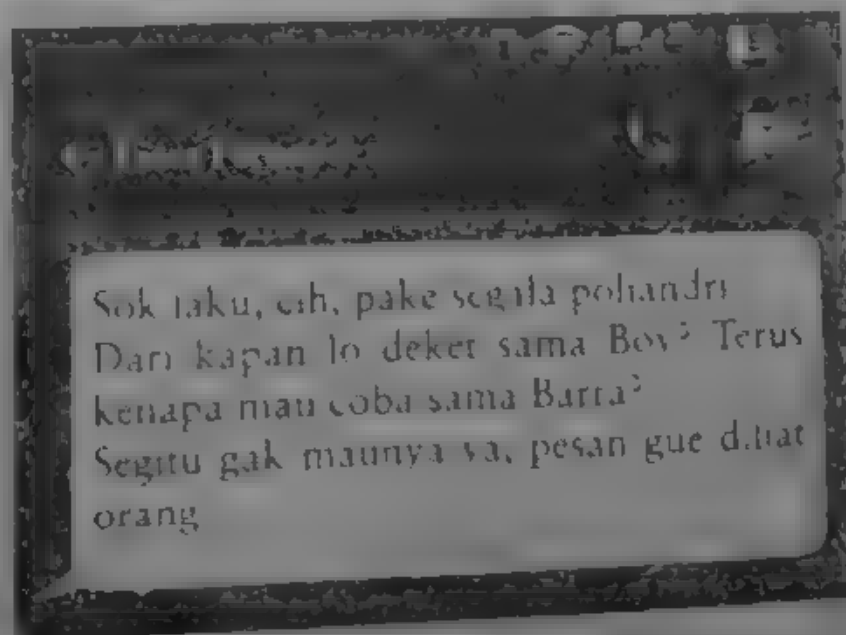 Sok laku, cih, pake segala poliandri
Dari kapan lo deket sama Boy? Terus
kenapa mau coba sama Barra?
Segitu gak maunya ya, pesan gue dilihat
orang